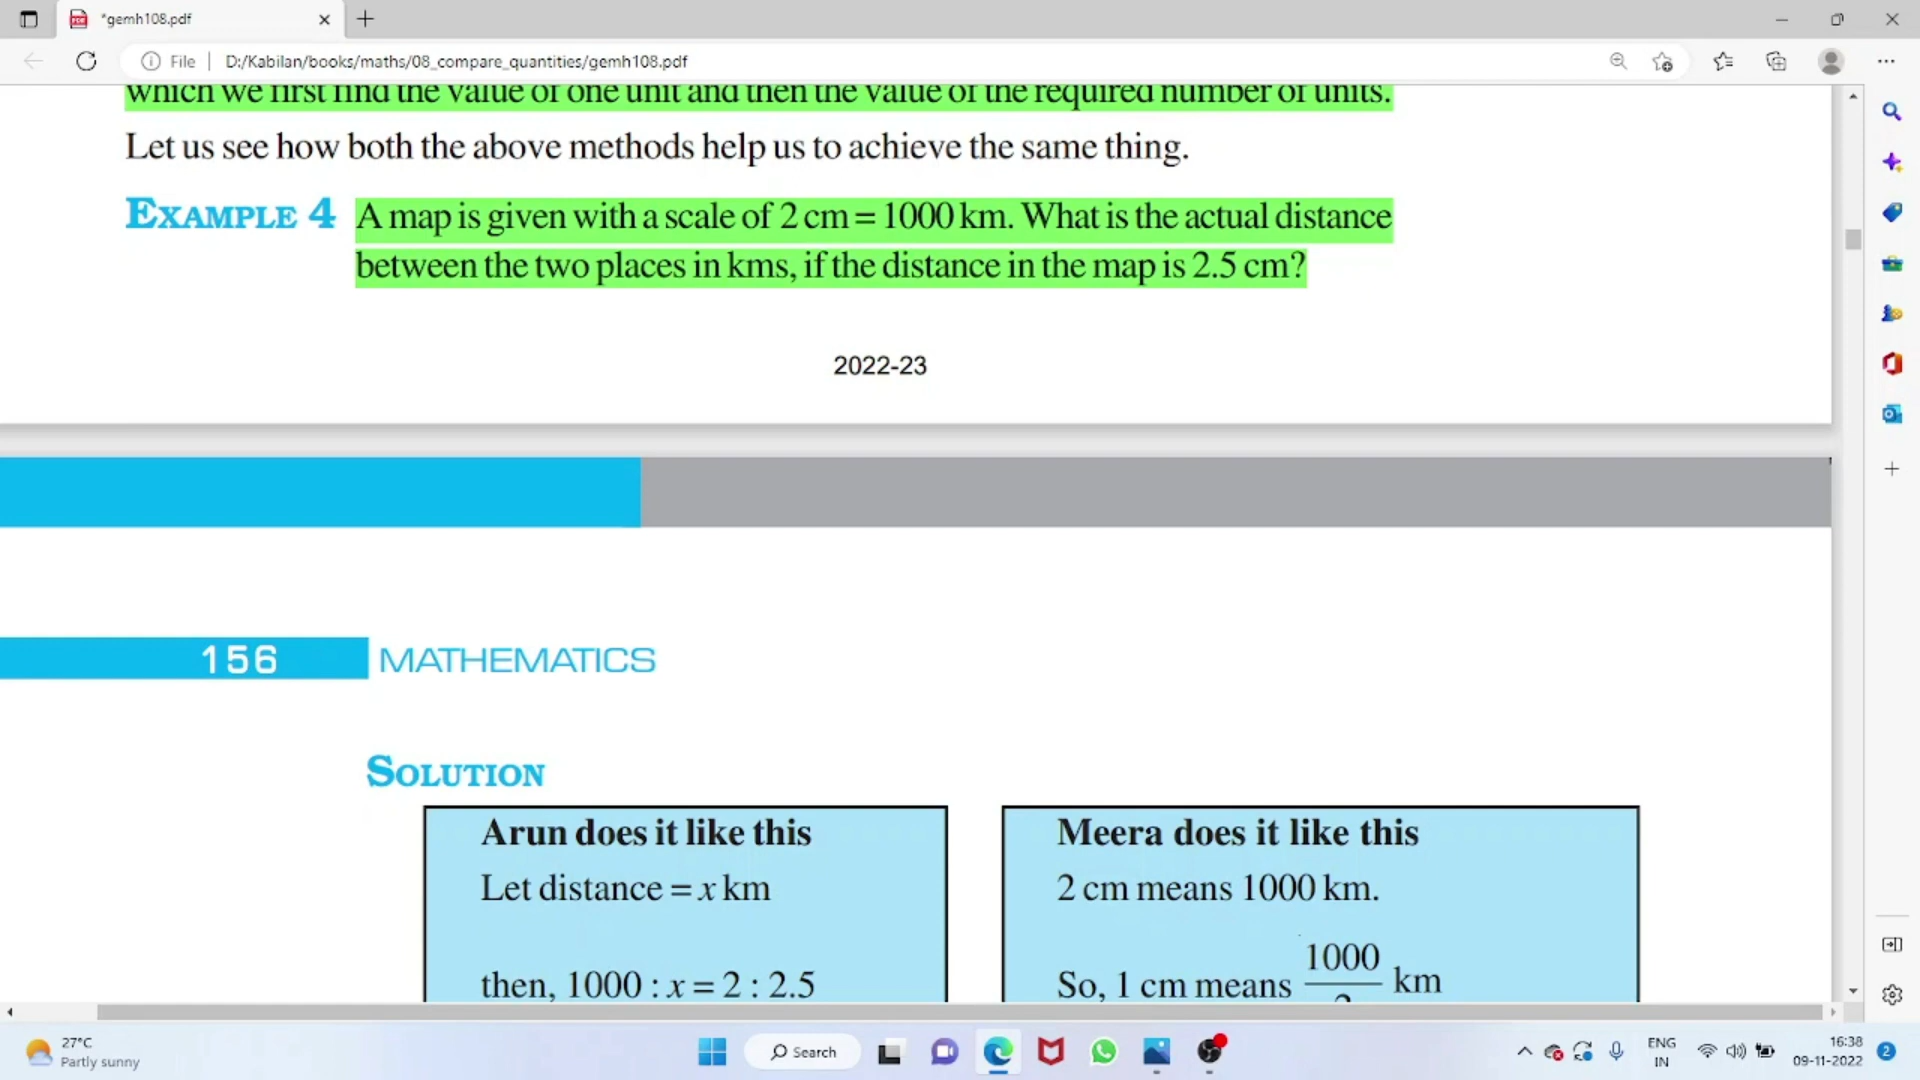 *gemh108.pdf
File
D:/Kabilan/books/maths/08_compare_quantities/gemh108.pdf
which we first find the value of one unit and then the value of the required number of units.
Let us see how both the above methods help us to achieve the same thing.
EXAMPLE 4 A map is given with a scale of 2 cm = 1000 km. What is the actual distance
between the two places in kms, if the distance in the map is 2.5 cm?
2022-23
156 MATHEMATICS
SOLUTION
Arun does it like this
Let distance = x km
then, 1000 : x = 2 : 2.5
Meera does it like this
2 cm means 1000 km.
So, 1 cm means 1000/2 km
27°C
Partly sunny
Search
ENG
IN
16:38
09-11-2022
2